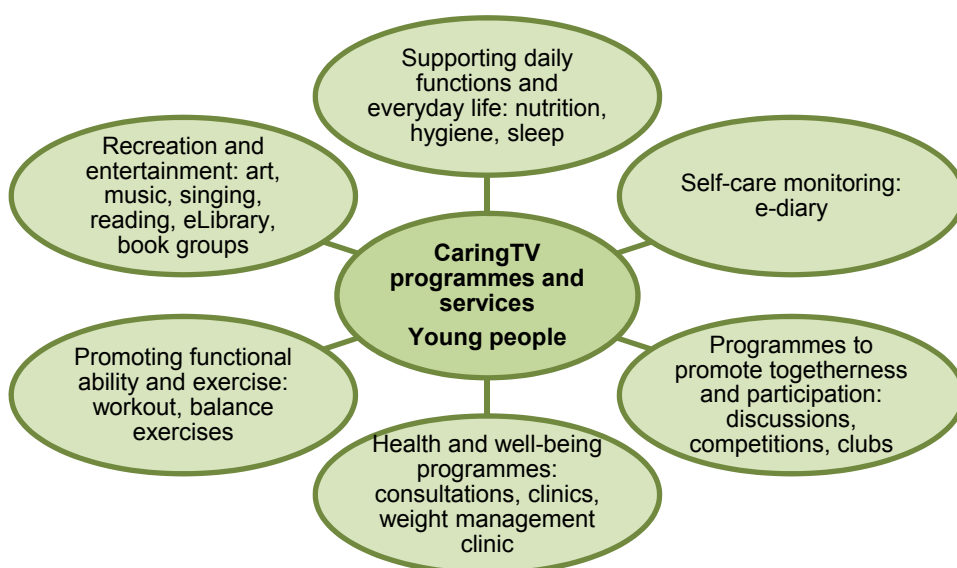 Supporting daily
functions and
everyday life: nutrition,
hygiene, sleep
Recreation and
entertainment: art,
music, singing,
reading, eLibrary,
book groups
Self-care monitoring:
e-diary
CaringTV
programmes and
services
Young people
Promoting functional
ability and exercise:
workout, balance
exercises
Programmes to
promote togetherness
and participation:
discussions,
competitions, clubs
Health and well-being
programmes:
consultations, clinics,
weight management
clinic